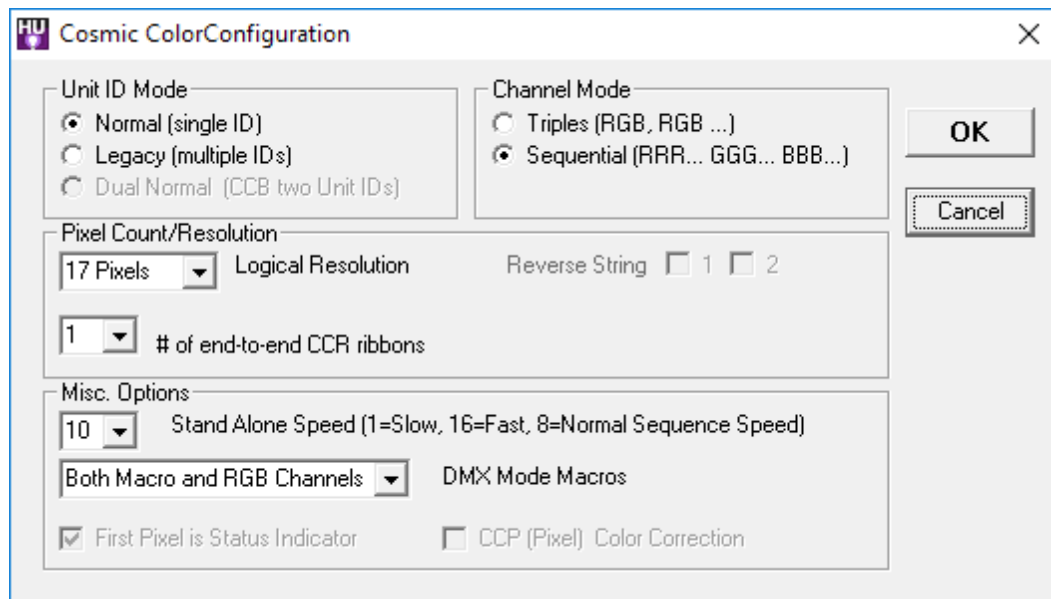 HU Cosmic ColorConfiguration
Unit ID Mode
Normal (single ID)
Legacy (multiple IDs)
Dual Normal (CCB two Unit IDs)
Channel Mode
Triples (RGB, RGB ...)
Sequential (RRR... GGG... BBB...)
OK
Cancel
Pixel Count/Resolution
17 Pixels Logical Resolution Reverse String 1 2
1 # of end-to-end CCR ribbons
Misc. Options
10 Stand Alone Speed (1=Slow, 16=Fast, 8=Normal Sequence Speed)
Both Macro and RGB Channels DMX Mode Macros
First Pixel is Status Indicator CCP (Pixel) Color Correction